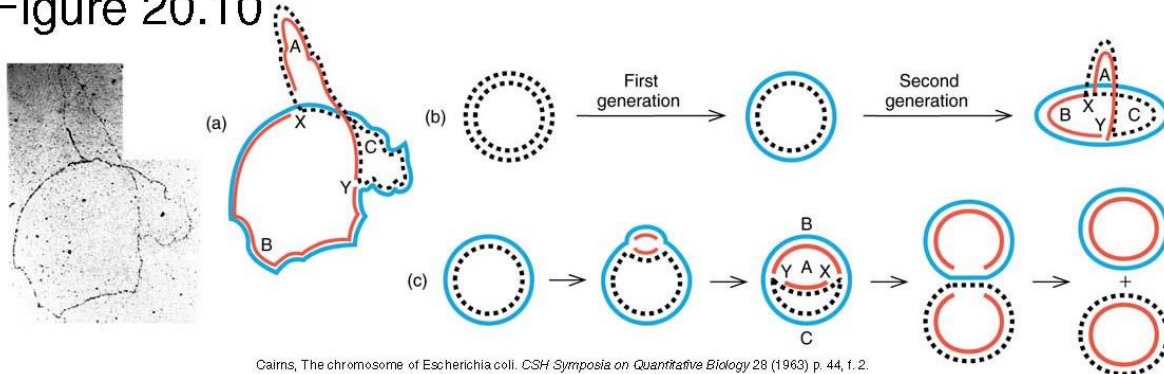 Figure 20.10
(a)
A
X
C
Y
B
(b)
First
generation
Second
generation
A
B
X
C
Y
(c)
B
Y A X
C
+
Cairns, The chromosome of Escherichia coli. CSH Symposia on Quantitative Biology 28 (1963) p. 44, f. 2.